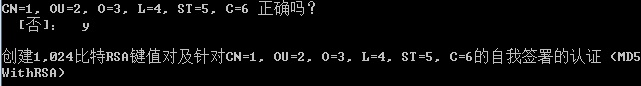 CN=1, OU=2, O=3, L=4, ST=5, C=6 正确吗？
[否]： y
创建1,024比特RSA键值对及针对CN=1, OU=2, O=3, L=4, ST=5, C=6的自我签署的认证 (MD5
WithRSA)